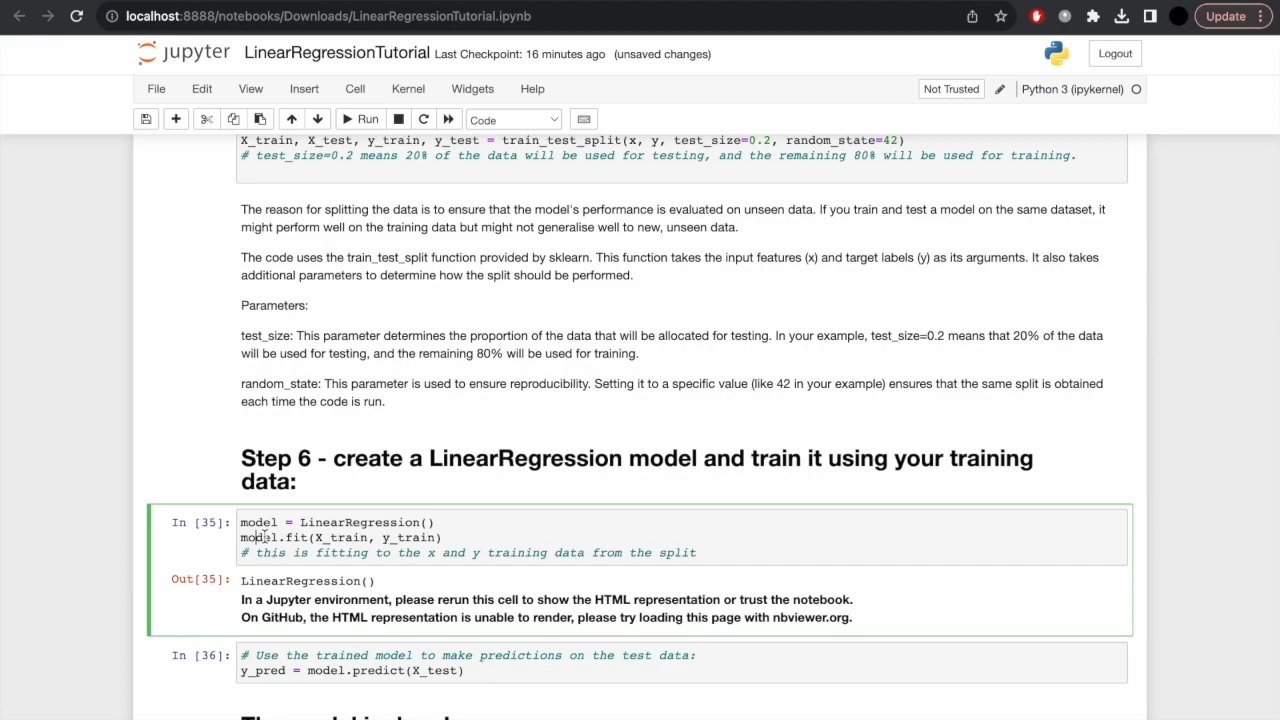 localhost:8888/notebooks/Downloads/LinearRegressionTutorial.ipynb
Update
jupyter LinearRegressionTutorial Last Checkpoint: 16 minutes ago (unsaved changes)
Logout
File Edit View Insert Cell Kernel Widgets Help
Not Trusted Python 3 (ipykernel)
Run Code
X_train, X_test, y_train, y_test = train_test_split(x, y, test_size=0.2, random_state=42)
# test_size=0.2 means 20% of the data will be used for testing, and the remaining 80% will be used for training.
The reason for splitting the data is to ensure that the model's performance is evaluated on unseen data. If you train and test a model on the same dataset, it
might perform well on the training data but might not generalise well to new, unseen data.
The code uses the train_test_split function provided by sklearn. This function takes the input features (x) and target labels (y) as its arguments. It also takes
additional parameters to determine how the split should be performed.
Parameters:
test_size: This parameter determines the proportion of the data that will be allocated for testing. In your example, test_size=0.2 means that 20% of the data
will be used for testing, and the remaining 80% will be used for training.
random_state: This parameter is used to ensure reproducibility. Setting it to a specific value (like 42 in your example) ensures that the same split is obtained
each time the code is run.
Step 6 - create a LinearRegression model and train it using your training
data:
In [35]: model = LinearRegression()
model.fit(X_train, y_train)
# this is fitting to the x and y training data from the split
Out[35]: LinearRegression()
In a Jupyter environment, please rerun this cell to show the HTML representation or trust the notebook.
On GitHub, the HTML representation is unable to render, please try loading this page with nbviewer.org.
In [36]: # Use the trained model to make predictions on the test data:
y_pred = model.predict(X_test)